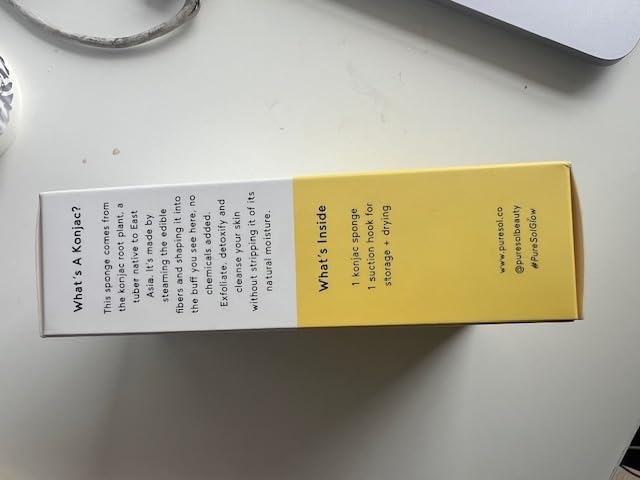 What's A Konjac?
This sponge comes from
the konjac root plant, a
tuber native to East
Asia. It's made by
steaming the edible
fibers and shaping it into
the buff you see here, no
chemicals added.
Exfoliate, detoxify and
cleanse your skin
without stripping it of its
natural moisture.
What's Inside
1 konjac sponge
1 suction hook for
storage + drying
www.puresol.co
@puresolbeauty
#PureSolGlow